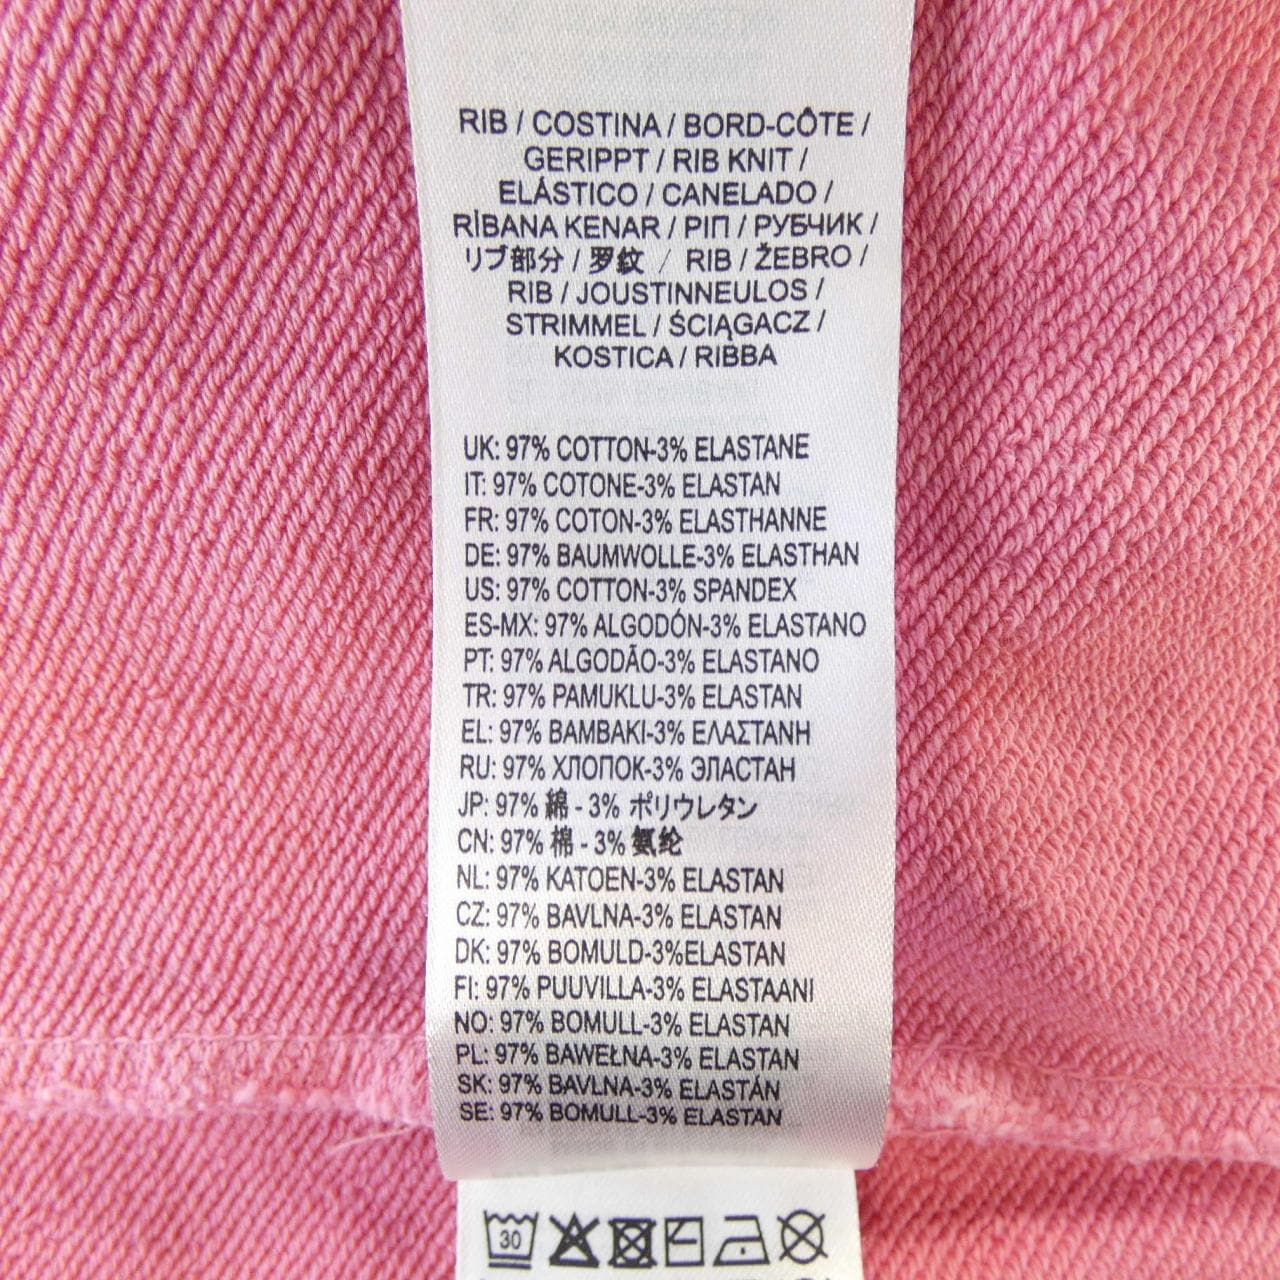 RIB / COSTINA / BORD-CÔTE /
GERIPPT / RIB KNIT /
ELÁSTICO / CANELADO /
RİBANA KENAR / ΡΙΠ / РУБЧИК /
リブ部分 / 罗纹 / RIB / ŽEBRO /
RIB / JOUSTINNEULOS /
STRIMMEL / ŚCIĄGACZ /
KOSTICA / RIBBA
UK: 97% COTTON-3% ELASTANE
IT: 97% COTONE-3% ELASTAN
FR: 97% COTON-3% ELASTHANNE
DE: 97% BAUMWOLLE-3% ELASTHAN
US: 97% COTTON-3% SPANDEX
ES-MX: 97% ALGODÓN-3% ELASTANO
PT: 97% ALGODÃO-3% ELASTANO
TR: 97% PAMUKLU-3% ELASTAN
EL: 97% ΒΑΜΒΑΚΙ-3% ΕΛΑΣΤΑΝΗ
RU: 97% ХЛОПОК-3% ЭЛАСТАН
JP: 97% 綿 - 3% ポリウレタン
CN: 97% 棉 - 3% 氨纶
NL: 97% KATOEN-3% ELASTAN
CZ: 97% BAVLNA-3% ELASTAN
DK: 97% BOMULD-3%ELASTAN
FI: 97% PUUVILLA-3% ELASTAANI
NO: 97% BOMULL-3% ELASTAN
PL: 97% BAWEŁNA-3% ELASTAN
SK: 97% BAVLNA-3% ELASTÁN
SE: 97% BOMULL-3% ELASTAN
30